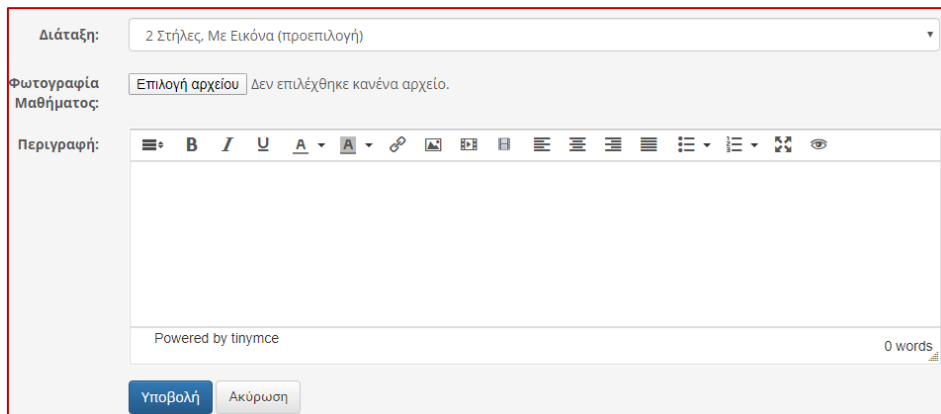 Διάταξη:
2 Στήλες, Με Εικόνα (προεπιλογή)
Φωτογραφία
Μαθήματος:
Επιλογή αρχείου Δεν επιλέχθηκε κανένα αρχείο.
Περιγραφή:
B I U A A
Powered by tinymce
0 words
Υποβολή Ακύρωση